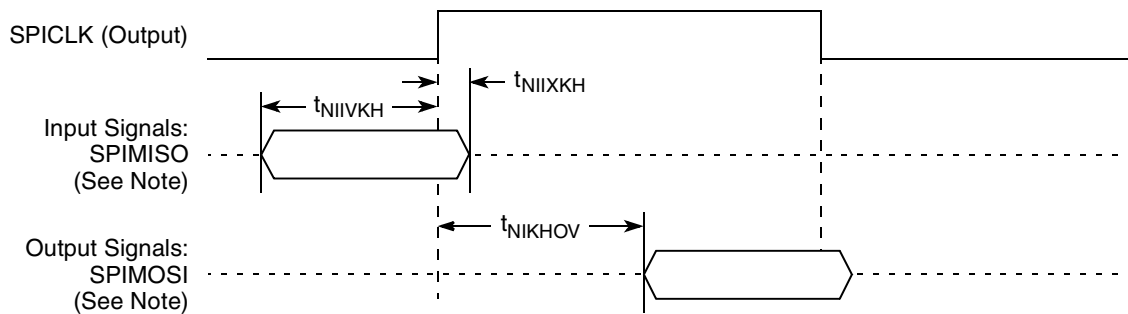 SPICLK (Output)
tNIIXKH
tNIIVKH
Input Signals:
SPIMISO
(See Note)
tNIKHOV
Output Signals:
SPIMOSI
(See Note)